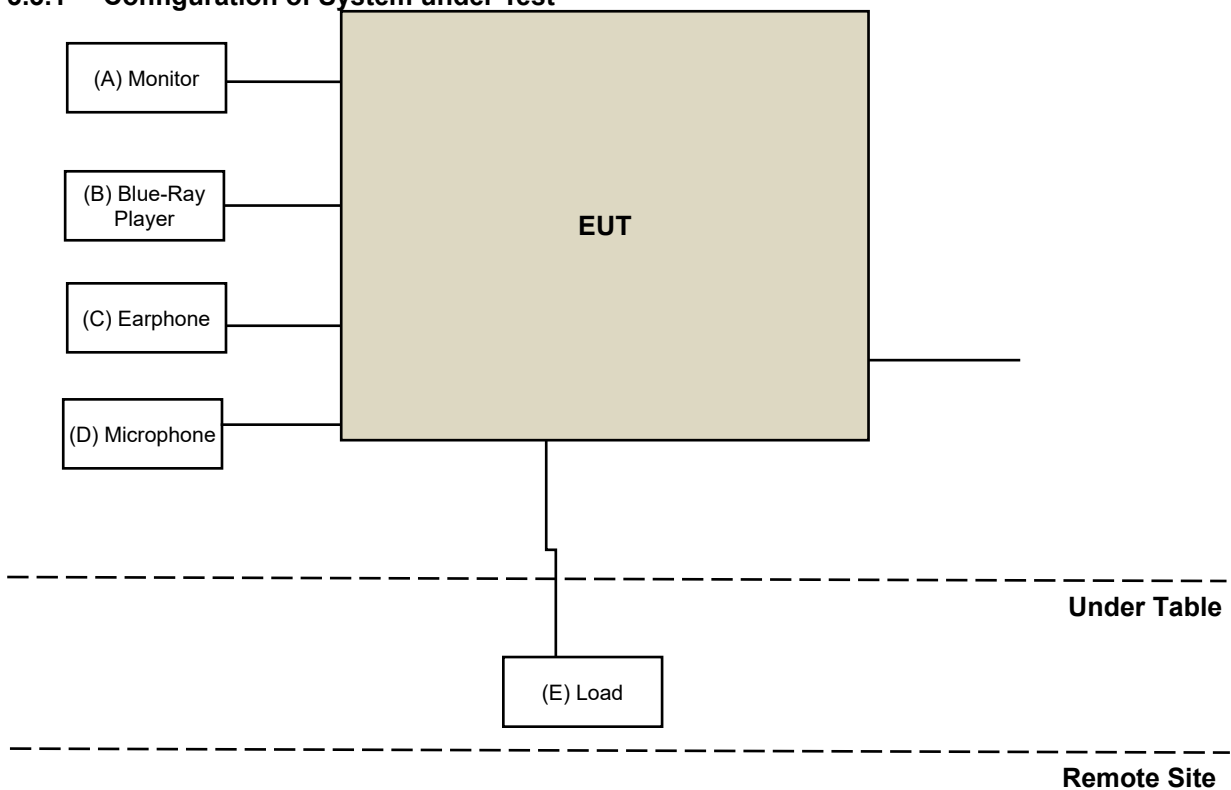 Configuration of System under Test
(A) Monitor
(B) Blue-Ray
Player
EUT
(C) Earphone
(D) Microphone
Under Table
(E) Load
Remote Site